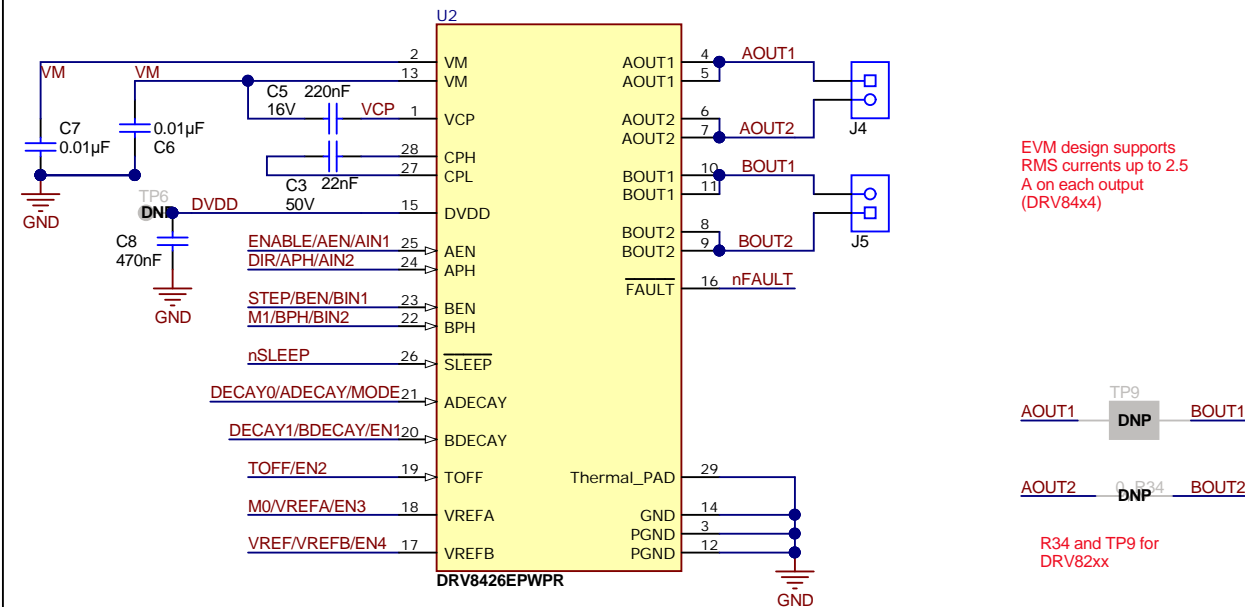 U2
VM 2 VM
VM 13 VM
C5 220nF
16V VCP 1 VCP
C7
0.01µF
0.01µF
C6
28 CPH
27 CPL
C3 22nF
50V
GND
TP6
DNP DVDD 15 DVDD
C8
470nF
GND
ENABLE/AEN/AIN1 25 AEN
DIR/APH/AIN2 24 APH
STEP/BEN/BIN1 23 BEN
M1/BPH/BIN2 22 BPH
nSLEEP 26 SLEEP
DECAY0/ADECAY/MODE 21 ADECAY
DECAY1/BDECAY/EN1 20 BDECAY
TOFF/EN2 19 TOFF
M0/VREFA/EN3 18 VREFA
VREF/VREFB/EN4 17 VREFB
AOUT1 4 AOUT1
AOUT1 5
AOUT2 6
AOUT2 7 AOUT2
J4
BOUT1 10 BOUT1
BOUT1 11
BOUT2 8
BOUT2 9 BOUT2
J5
FAULT 16 nFAULT
Thermal_PAD 29
GND 14
PGND 3
PGND 12
GND
DRV8426EPWPR
EVM design supports
RMS currents up to 2.5
A on each output
(DRV84x4)
TP9
AOUT1 DNP BOUT1
0 R34
AOUT2 DNP BOUT2
R34 and TP9 for
DRV82xx